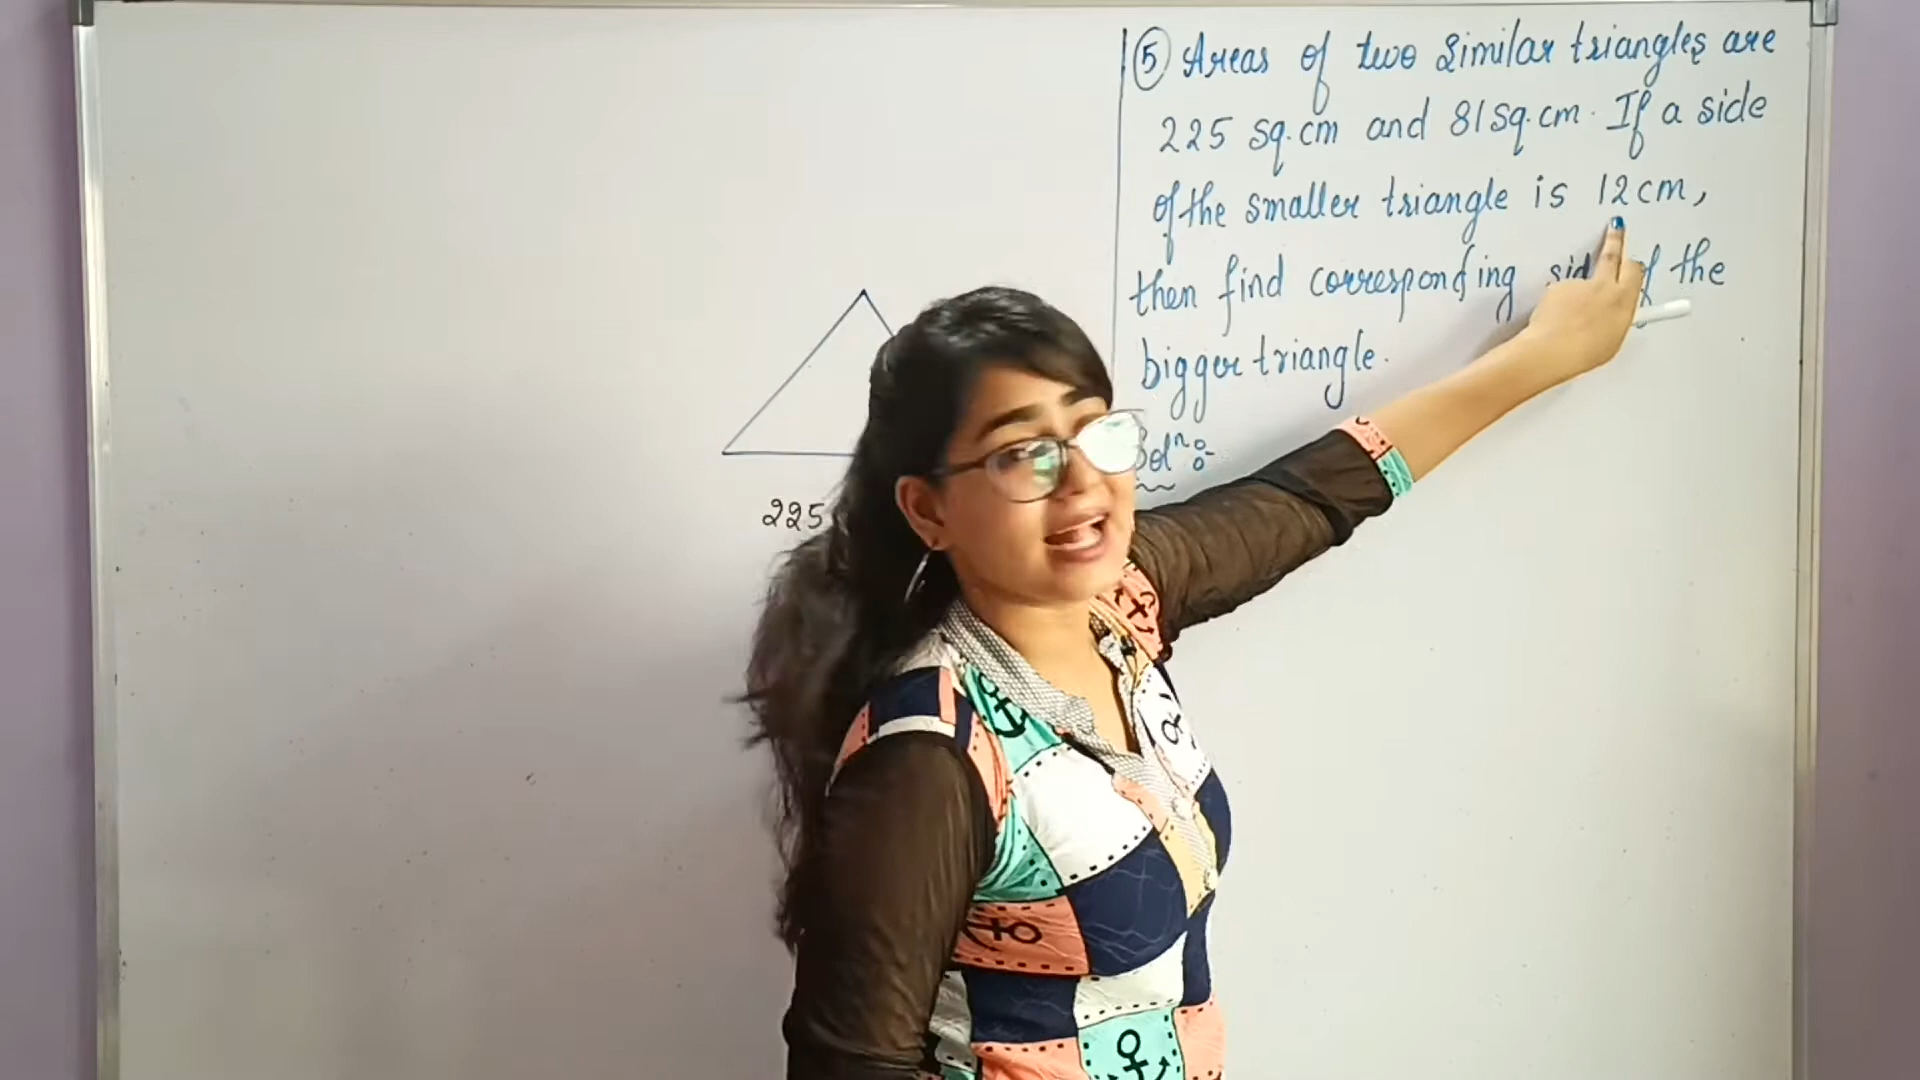 5 Areas of two similar triangles are
225 sq.cm and 81 sq.cm. If a side
of the smaller triangle is 12cm,
then find corresponding of the
bigger triangle.
Solⁿ:-
225